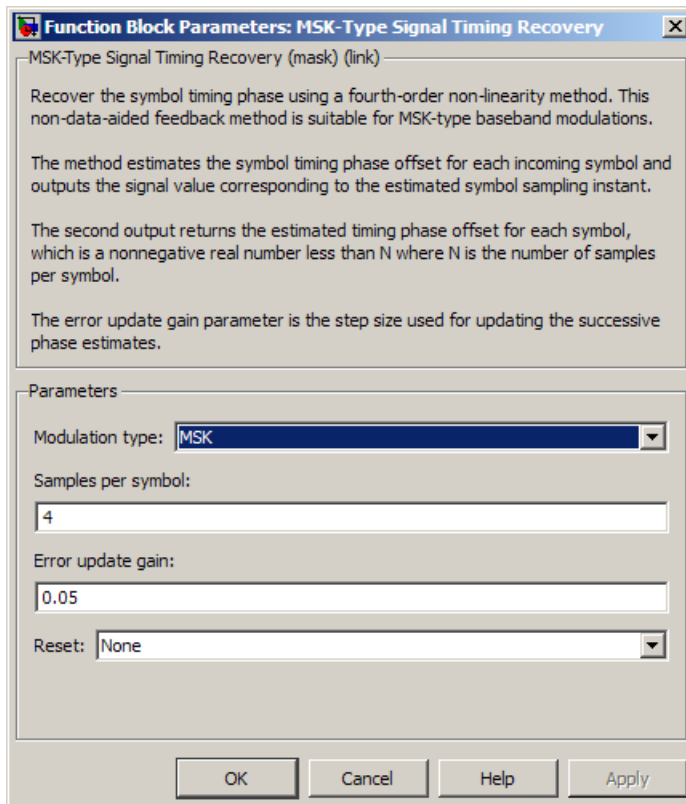 Function Block Parameters: MSK-Type Signal Timing Recovery
MSK-Type Signal Timing Recovery (mask) (link)
Recover the symbol timing phase using a fourth-order non-linearity method. This
non-data-aided feedback method is suitable for MSK-type baseband modulations.
The method estimates the symbol timing phase offset for each incoming symbol and
outputs the signal value corresponding to the estimated symbol sampling instant.
The second output returns the estimated timing phase offset for each symbol,
which is a nonnegative real number less than N where N is the number of samples
per symbol.
The error update gain parameter is the step size used for updating the successive
phase estimates.
Parameters
Modulation type: MSK
Samples per symbol:
4
Error update gain:
0.05
Reset: None
OK Cancel Help Apply